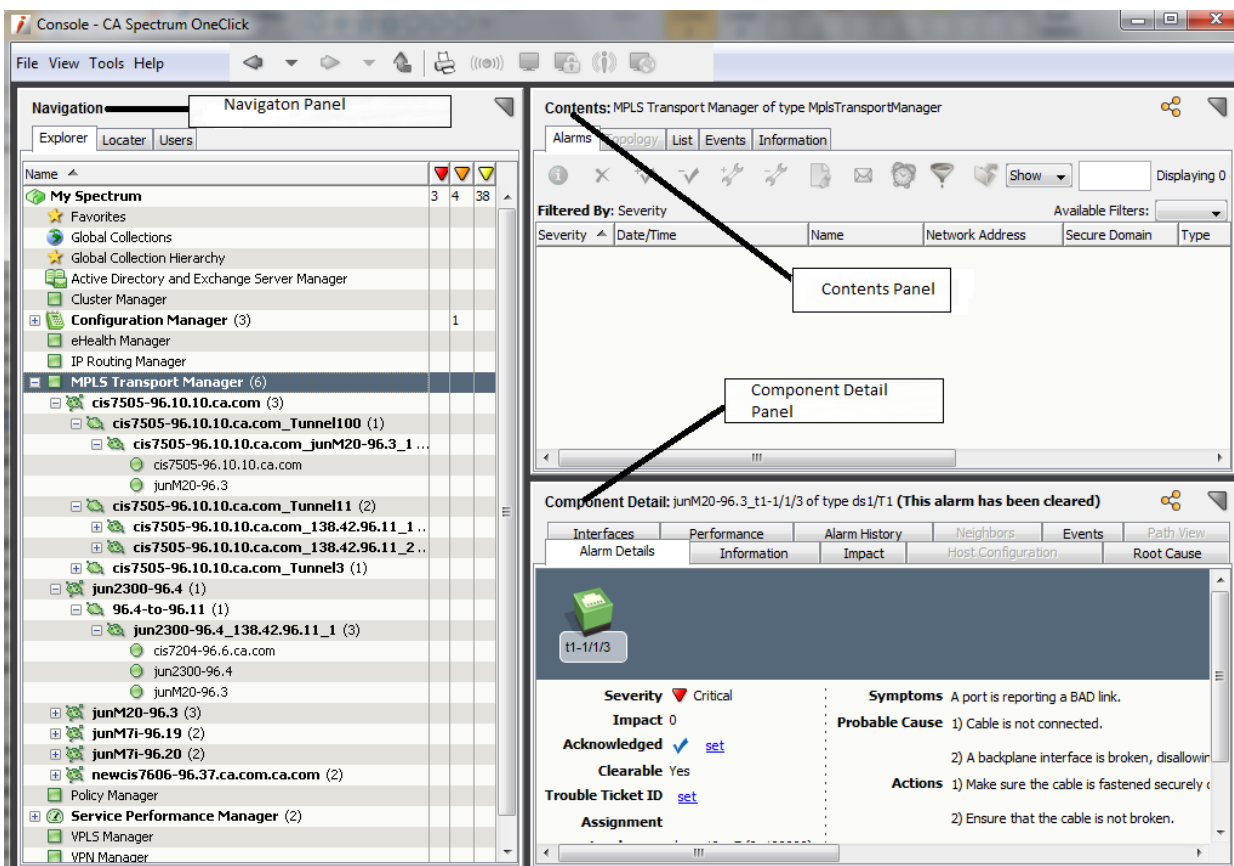 Console - CA Spectrum OneClick
File View Tools Help
Navigation
Navigaton Panel
Explorer Locater Users
Name
My Spectrum 3 4 38
Favorites
Global Collections
Global Collection Hierarchy
Active Directory and Exchange Server Manager
Cluster Manager
Configuration Manager (3) 1
eHealth Manager
IP Routing Manager
MPLS Transport Manager (6)
cis7505-96.10.10.ca.com (3)
cis7505-96.10.10.ca.com_Tunnel100 (1)
cis7505-96.10.10.ca.com_junM20-96.3_1 ...
cis7505-96.10.10.ca.com
junM20-96.3
cis7505-96.10.10.ca.com_Tunnel11 (2)
cis7505-96.10.10.ca.com_138.42.96.11_1 ..
cis7505-96.10.10.ca.com_138.42.96.11_2 ..
cis7505-96.10.10.ca.com_Tunnel3 (1)
jun2300-96.4 (1)
96.4-to-96.11 (1)
jun2300-96.4_138.42.96.11_1 (3)
cis7204-96.6.ca.com
jun2300-96.4
junM20-96.3
junM20-96.3 (3)
junM7i-96.19 (2)
junM7i-96.20 (2)
newcis7606-96.37.ca.com.ca.com (2)
Policy Manager
Service Performance Manager (2)
VPLS Manager
VPN Manager
Contents: MPLS Transport Manager of type MplsTransportManager
Alarms Topology List Events Information
Show Displaying 0
Filtered By: Severity Available Filters:
Severity Date/Time Name Network Address Secure Domain Type
Contents Panel
Component Detail
Panel
Component Detail: junM20-96.3_t1-1/1/3 of type ds1/T1 (This alarm has been cleared)
Interfaces Performance Alarm History Neighbors Events Path View
Alarm Details Information Impact Host Configuration Root Cause
t1-1/1/3
Severity Critical
Impact 0
Acknowledged set
Clearable Yes
Trouble Ticket ID set
Assignment
Symptoms A port is reporting a BAD link.
Probable Cause 1) Cable is not connected.
2) A backplane interface is broken, disallowin
Actions 1) Make sure the cable is fastened securely
2) Ensure that the cable is not broken.